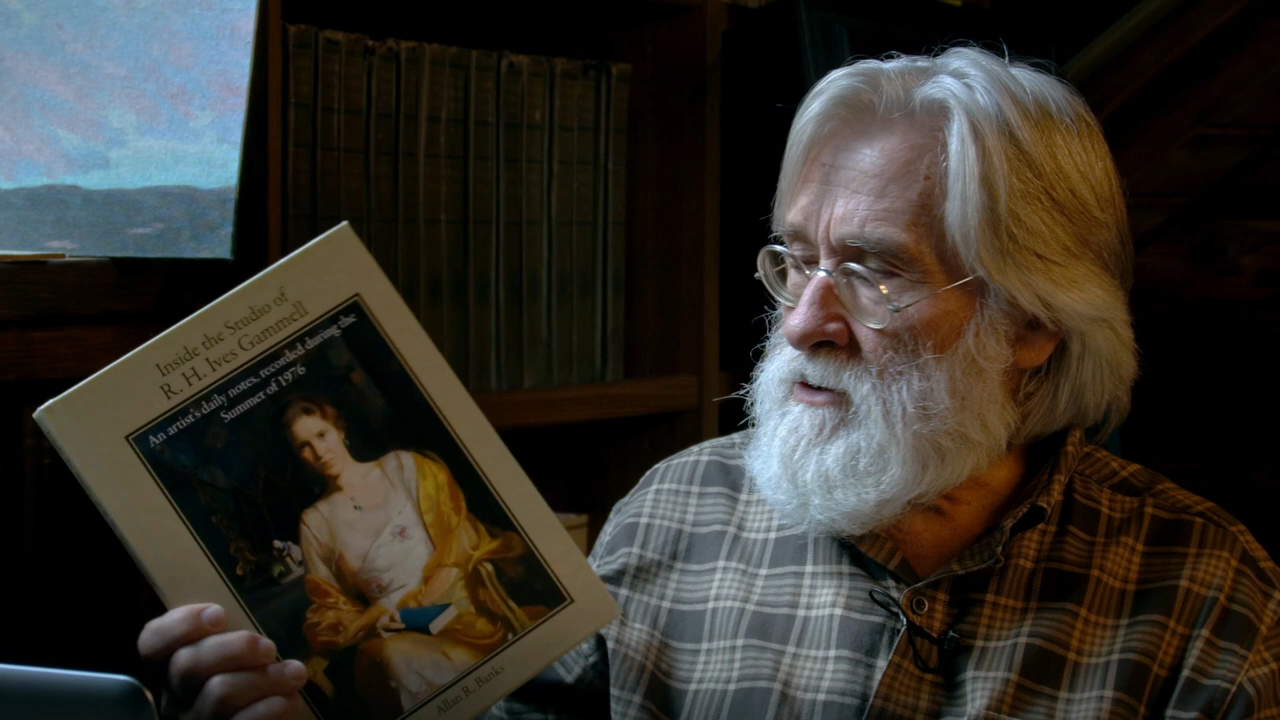 Inside the Studio of
R. H. Ives Gammell
An artist's daily notes, recorded during the
Summer of 1976
Allan R. Banks